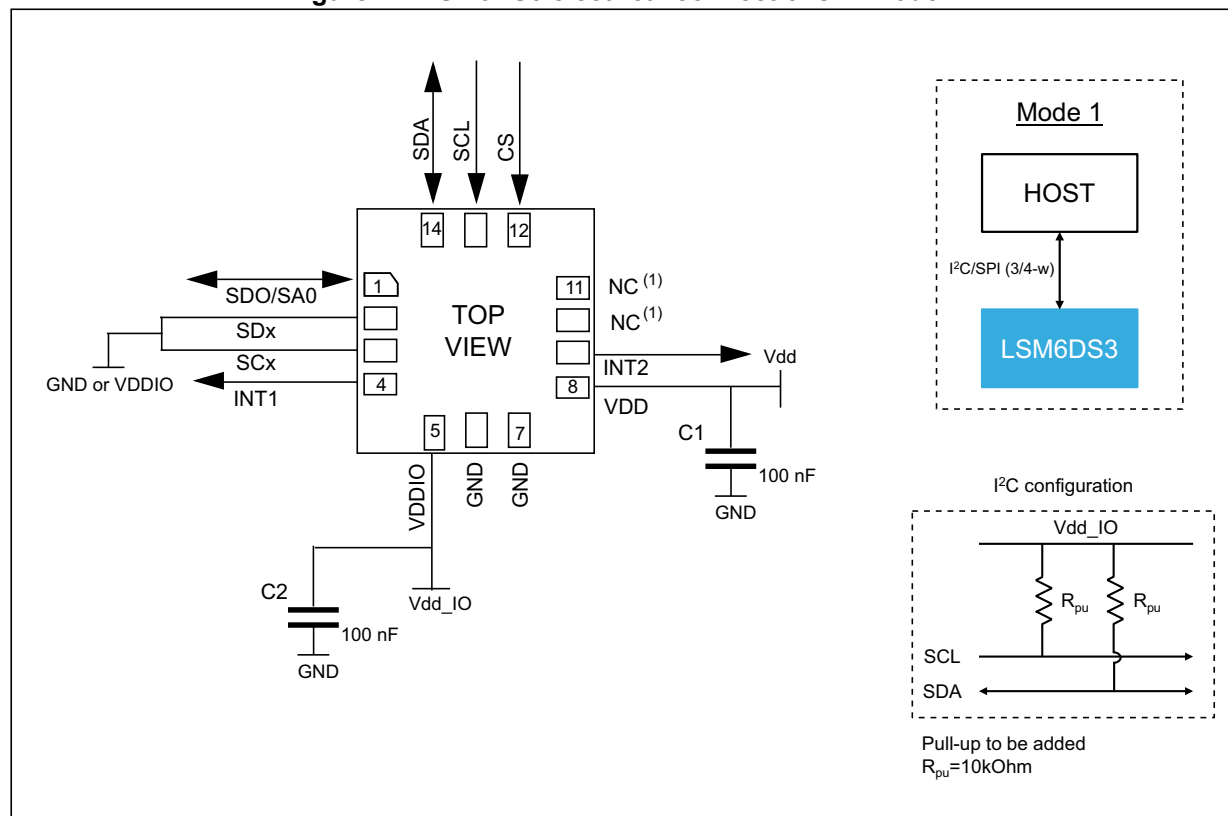 SDA
SCL
CS
14
12
1
SDO/SA0
SDx
SCx
GND or VDDIO
INT1
4
TOP
VIEW
11
NC (1)
NC (1)
INT2
Vdd
8
VDD
5
7
VDDIO
GND
GND
C1
100 nF
GND
C2
100 nF
GND
Vdd_IO
Mode 1
HOST
I²C/SPI (3/4-w)
LSM6DS3
I²C configuration
Vdd_IO
Rpu
Rpu
SCL
SDA
Pull-up to be added
Rpu=10kOhm